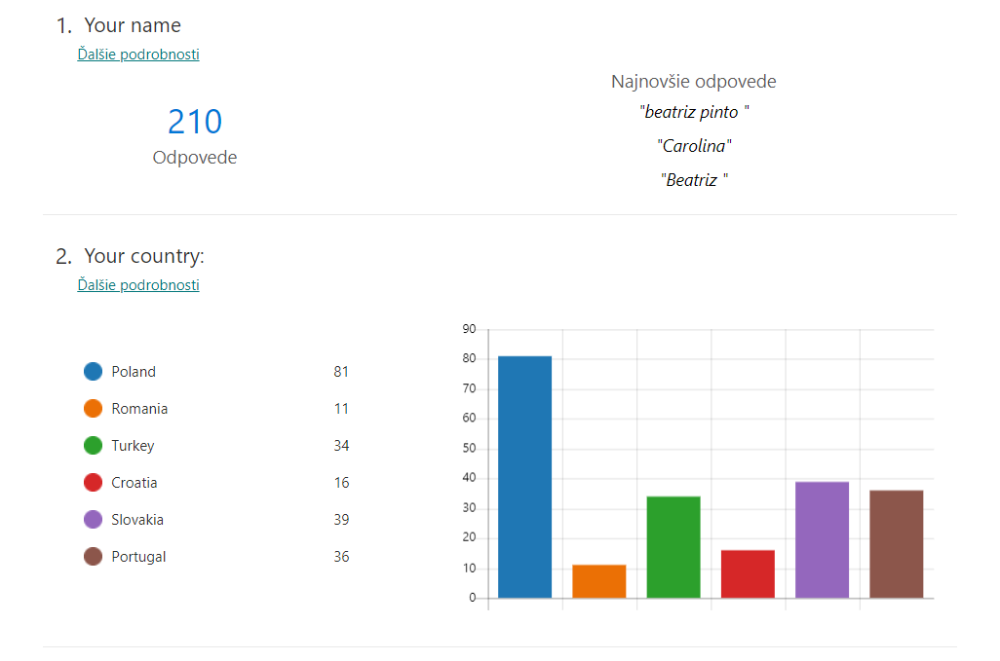 1. Your name
Ďalšie podrobnosti
210
Odpovede
Najnovšie odpovede
"beatriz pinto "
"Carolina"
"Beatriz "
2. Your country:
Ďalšie podrobnosti
Poland 81
Romania 11
Turkey 34
Croatia 16
Slovakia 39
Portugal 36
90
80
70
60
50
40
30
20
10
0